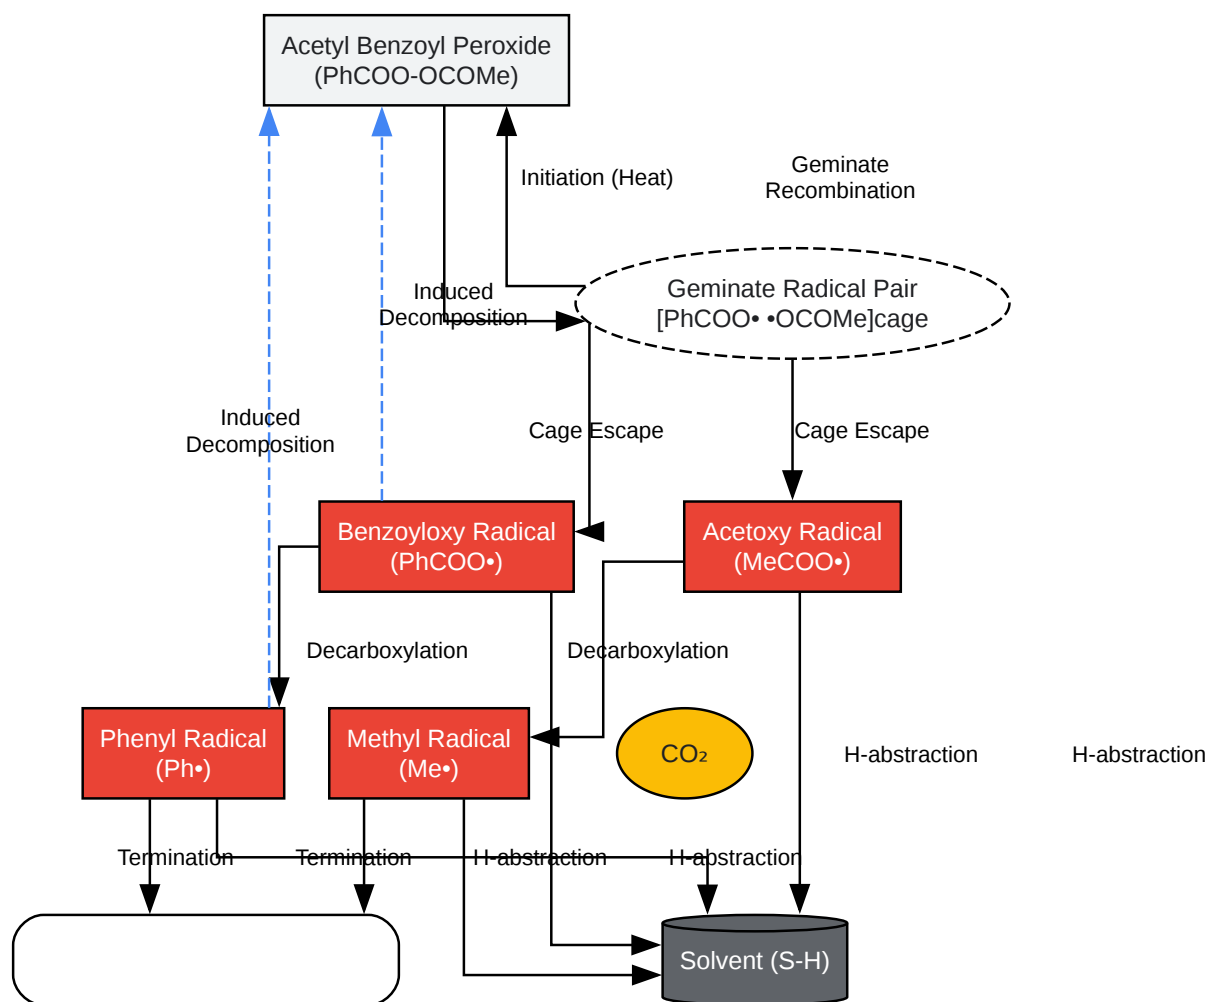 Acetyl Benzoyl Peroxide
(PhCOO-OCOMe)
Initiation (Heat)
Geminate
Recombination
Geminate Radical Pair
[PhCOO• •OCOMe]cage
Induced
Decomposition
Induced
Decomposition
Cage Escape
Cage Escape
Benzoyloxy Radical
(PhCOO•)
Acetoxy Radical
(MeCOO•)
Decarboxylation
Decarboxylation
Phenyl Radical
(Ph•)
Methyl Radical
(Me•)
CO₂
H-abstraction
H-abstraction
Termination
Termination
H-abstraction
H-abstraction
Solvent (S-H)